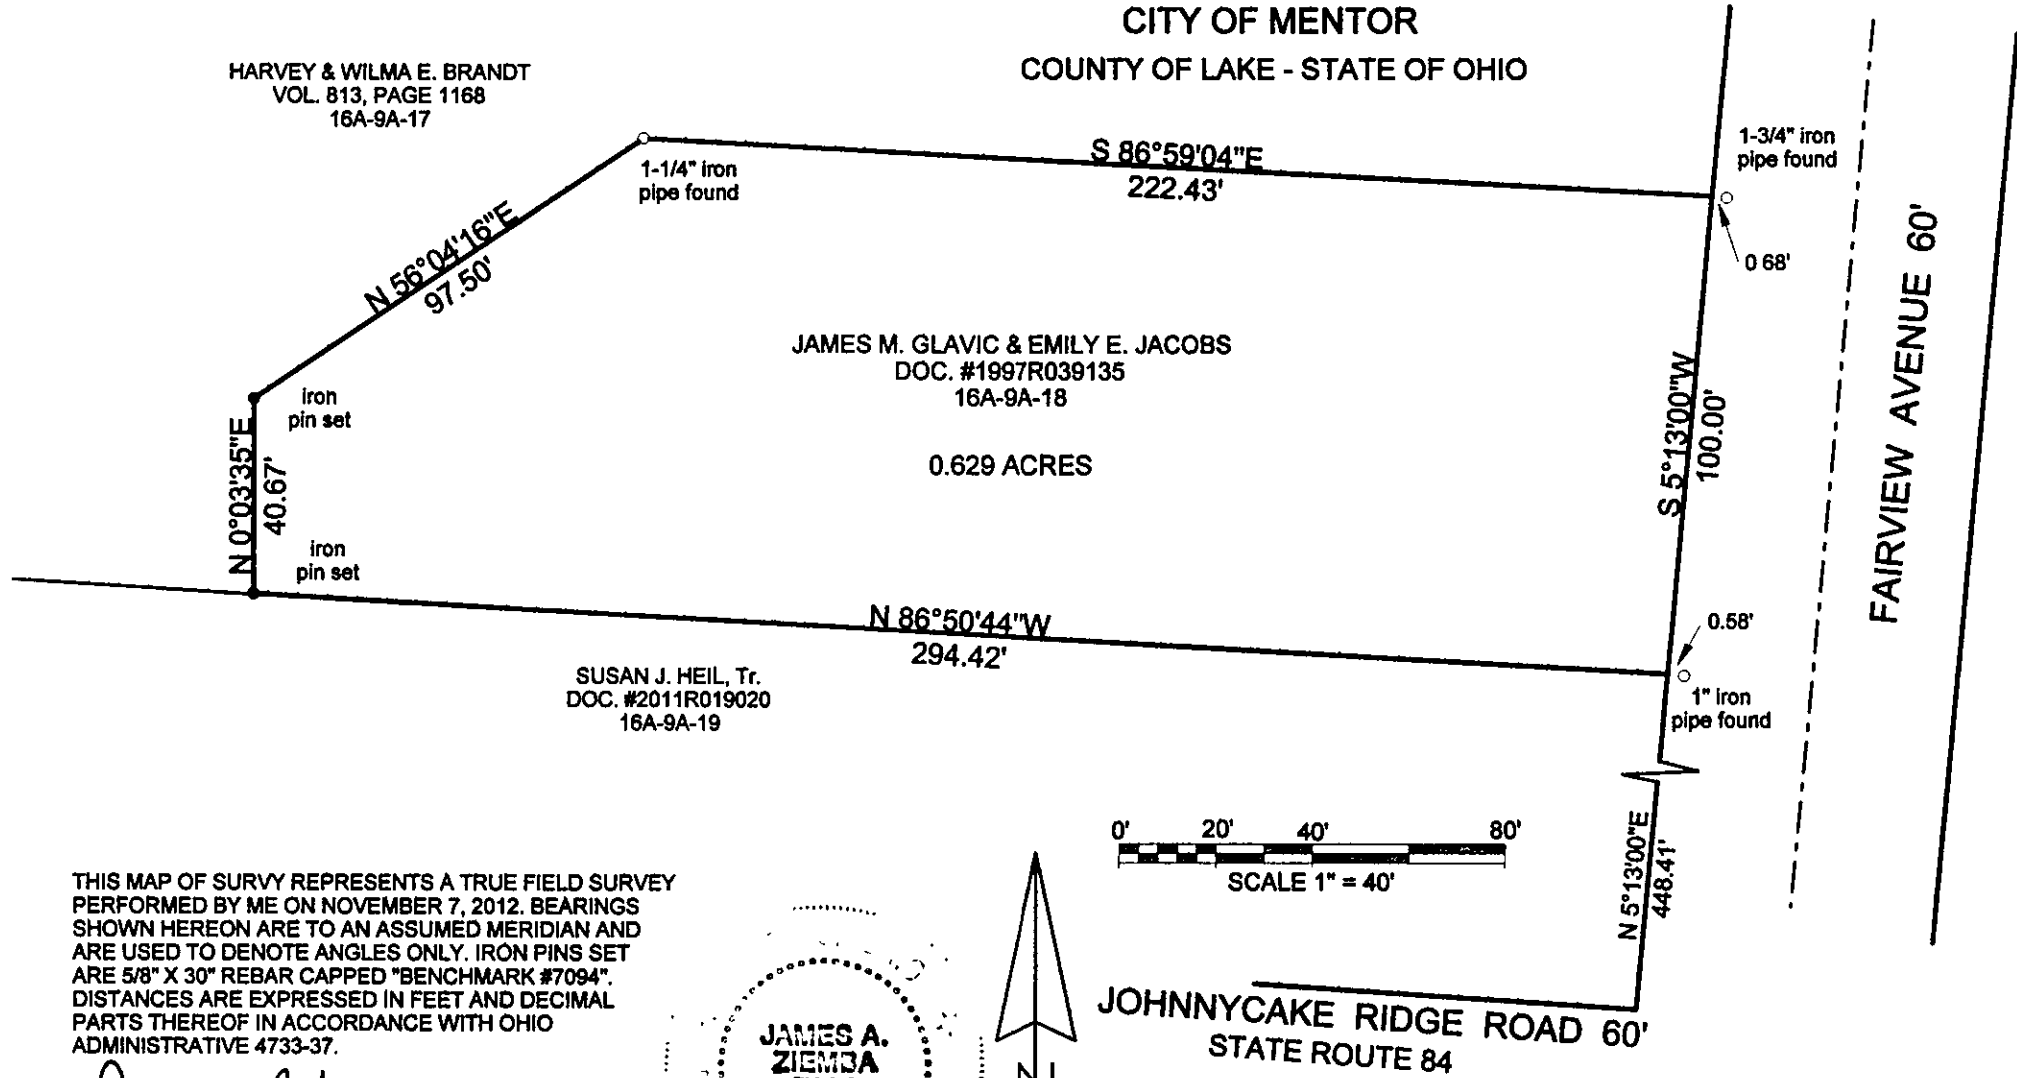 CITY OF MENTOR
COUNTY OF LAKE - STATE OF OHIO
HARVEY & WILMA E. BRANDT
VOL. 813, PAGE 1168
16A-9A-17
1-1/4" iron
pipe found
S 86°59'04"E
222.43'
1-3/4" iron
pipe found
0 68'
N 56°04'16"E
97.50'
JAMES M. GLAVIC & EMILY E. JACOBS
DOC. #1997R039135
16A-9A-18
0.629 ACRES
S 5°13'00"W
100.00'
FAIRVIEW AVENUE 60'
iron
pin set
N 0°03'35"E
40.67'
iron
pin set
N 86°50'44"W
294.42'
0.58'
1" iron
pipe found
SUSAN J. HEIL, Tr.
DOC. #2011R019020
16A-9A-19
0' 20' 40' 80'
SCALE 1" = 40'
N 5°13'00"E
448.41'
THIS MAP OF SURVY REPRESENTS A TRUE FIELD SURVEY
PERFORMED BY ME ON NOVEMBER 7, 2012. BEARINGS
SHOWN HEREON ARE TO AN ASSUMED MERIDIAN AND
ARE USED TO DENOTE ANGLES ONLY. IRON PINS SET
ARE 5/8" X 30" REBAR CAPPED "BENCHMARK #7094".
DISTANCES ARE EXPRESSED IN FEET AND DECIMAL
PARTS THEREOF IN ACCORDANCE WITH OHIO
ADMINISTRATIVE 4733-37.
JAMES A.
ZIEMBA
N
JOHNNYCAKE RIDGE ROAD 60'
STATE ROUTE 84